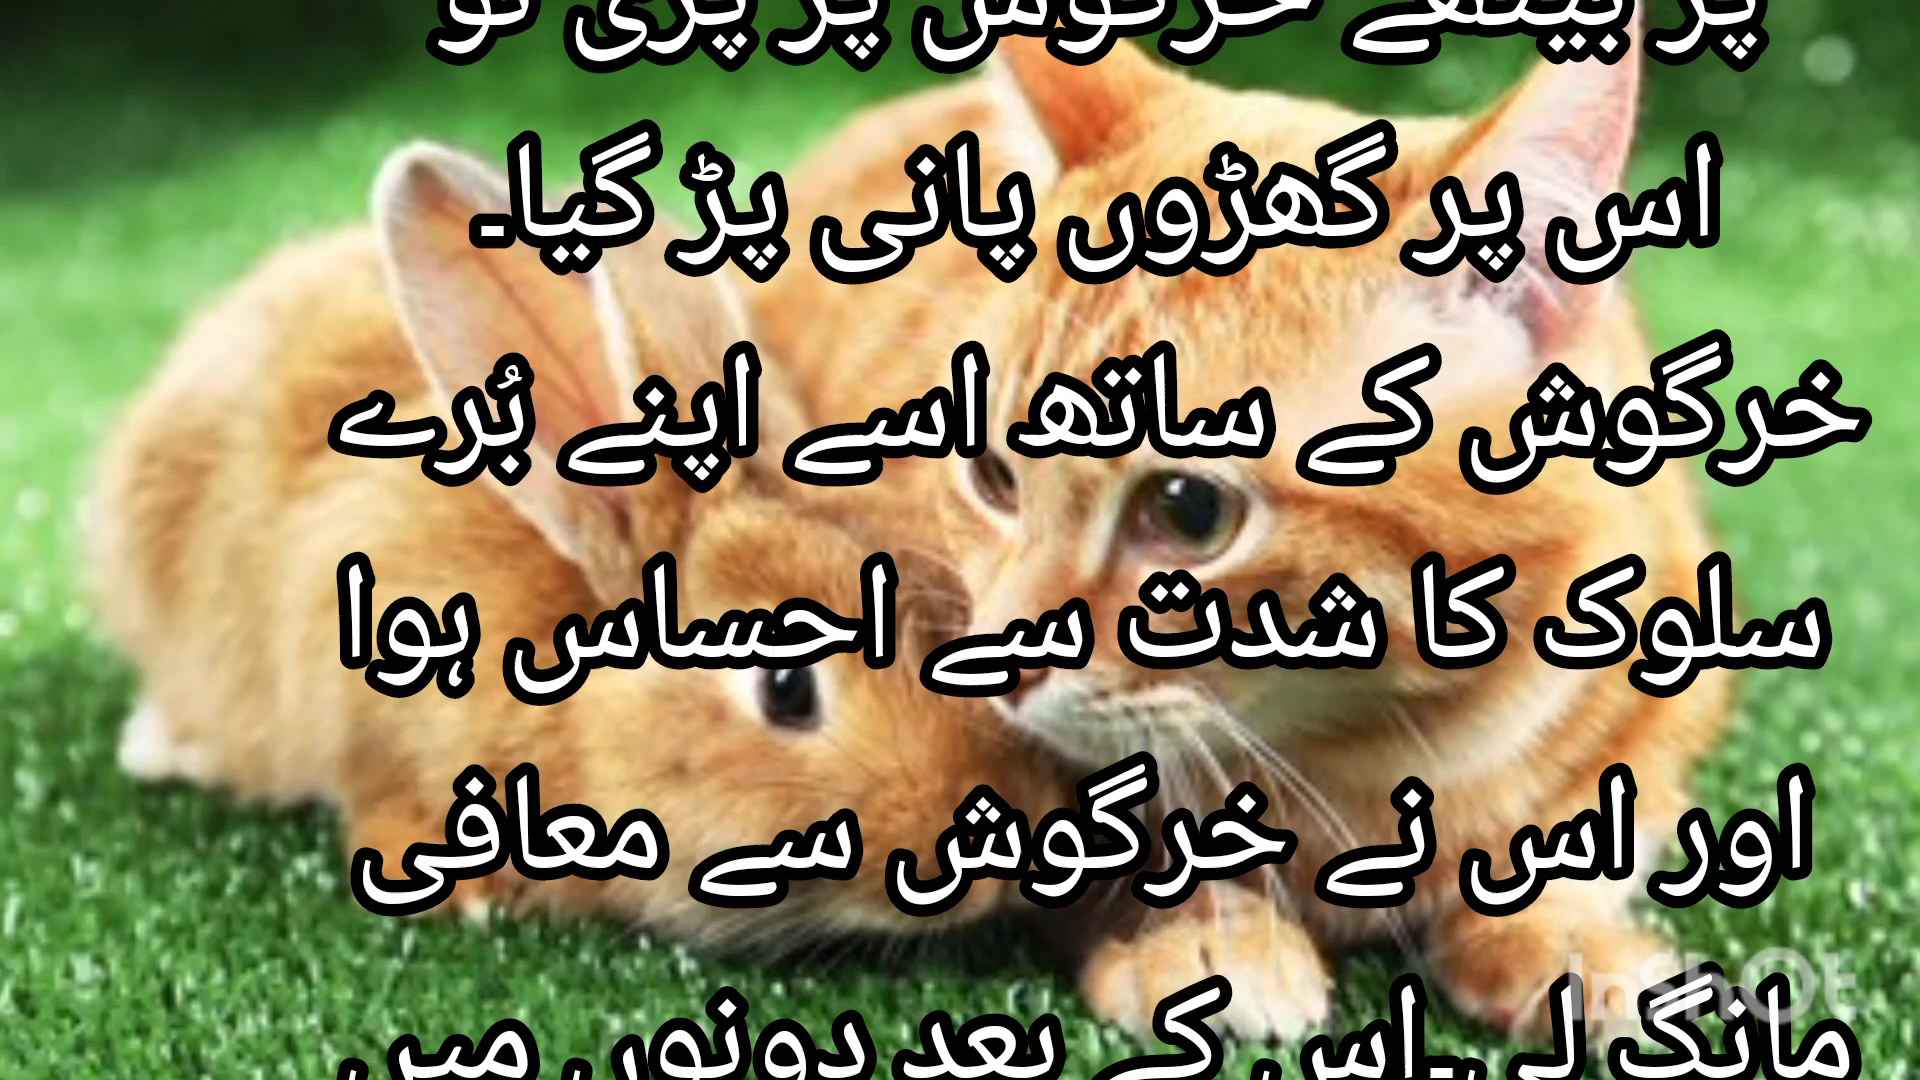 پر بیٹھے خرگوش پر پڑی تو
اس پر گھڑوں پانی پڑ گیا۔
خرگوش کے ساتھ اسے اپنے بُرے
سلوک کا شدت سے احساس ہوا
اور اس نے خرگوش سے معافی
مانگ لی۔اس کے بعد دونوں میں
InShOt